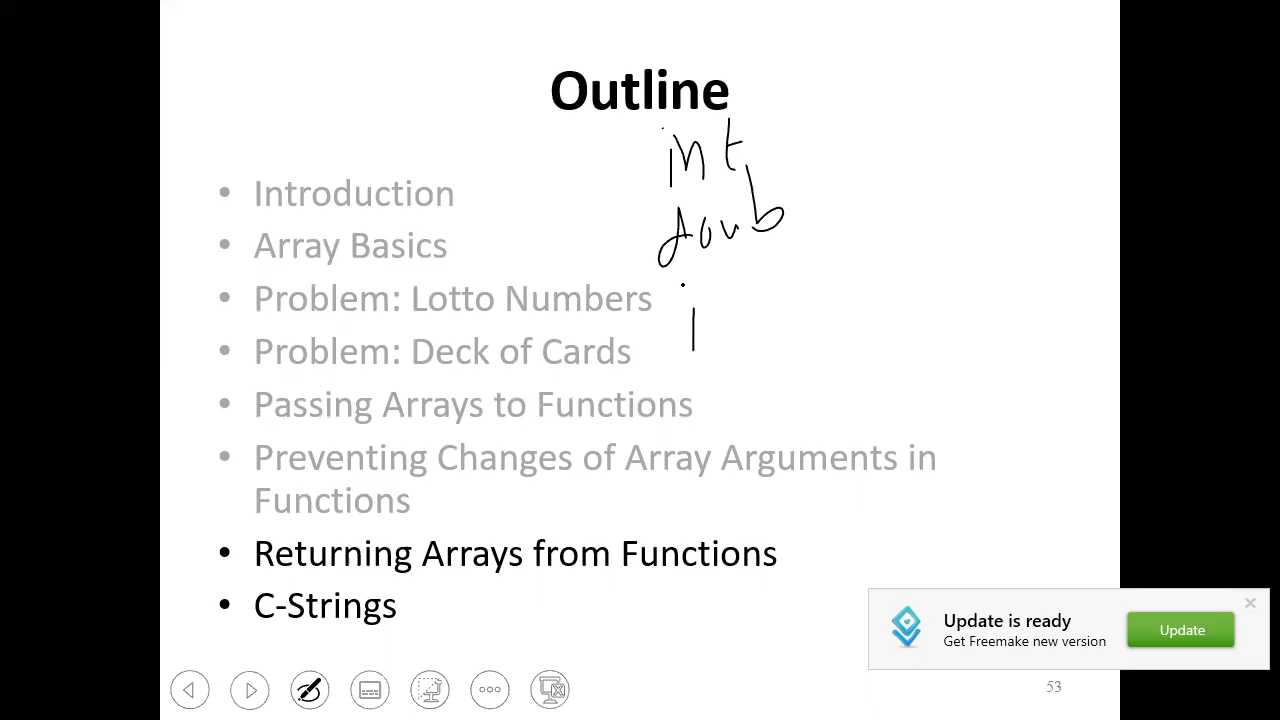 Outline
int
doub
i
• Introduction
• Array Basics
• Problem: Lotto Numbers
• Problem: Deck of Cards
• Passing Arrays to Functions
• Preventing Changes of Array Arguments in
Functions
• Returning Arrays from Functions
• C-Strings
Update is ready
Get Freemake new version
Update
53